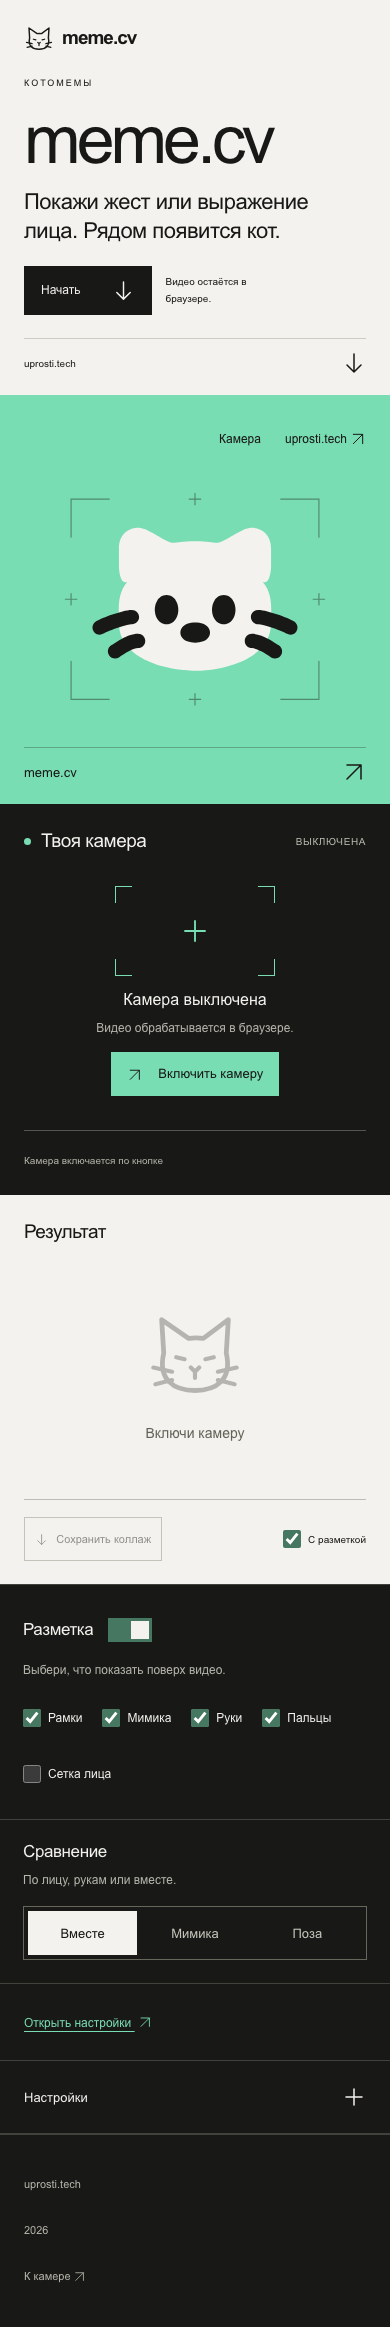 meme.cv
КОТОМЕМЫ
meme.cv
Покажи жест или выражение
лица. Рядом появится кот.
Начать
Видео остаётся в
браузере.
uprosti.tech
Камера
uprosti.tech
meme.cv
Твоя камера
ВЫКЛЮЧЕНА
Камера выключена
Видео обрабатывается в браузере.
Включить камеру
Камера включается по кнопке
Результат
Включи камеру
Сохранить коллаж
С разметкой
Разметка
Выбери, что показать поверх видео.
Рамки
Мимика
Руки
Пальцы
Сетка лица
Сравнение
По лицу, рукам или вместе.
Вместе
Мимика
Поза
Открыть настройки
Настройки
uprosti.tech
2026
К камере